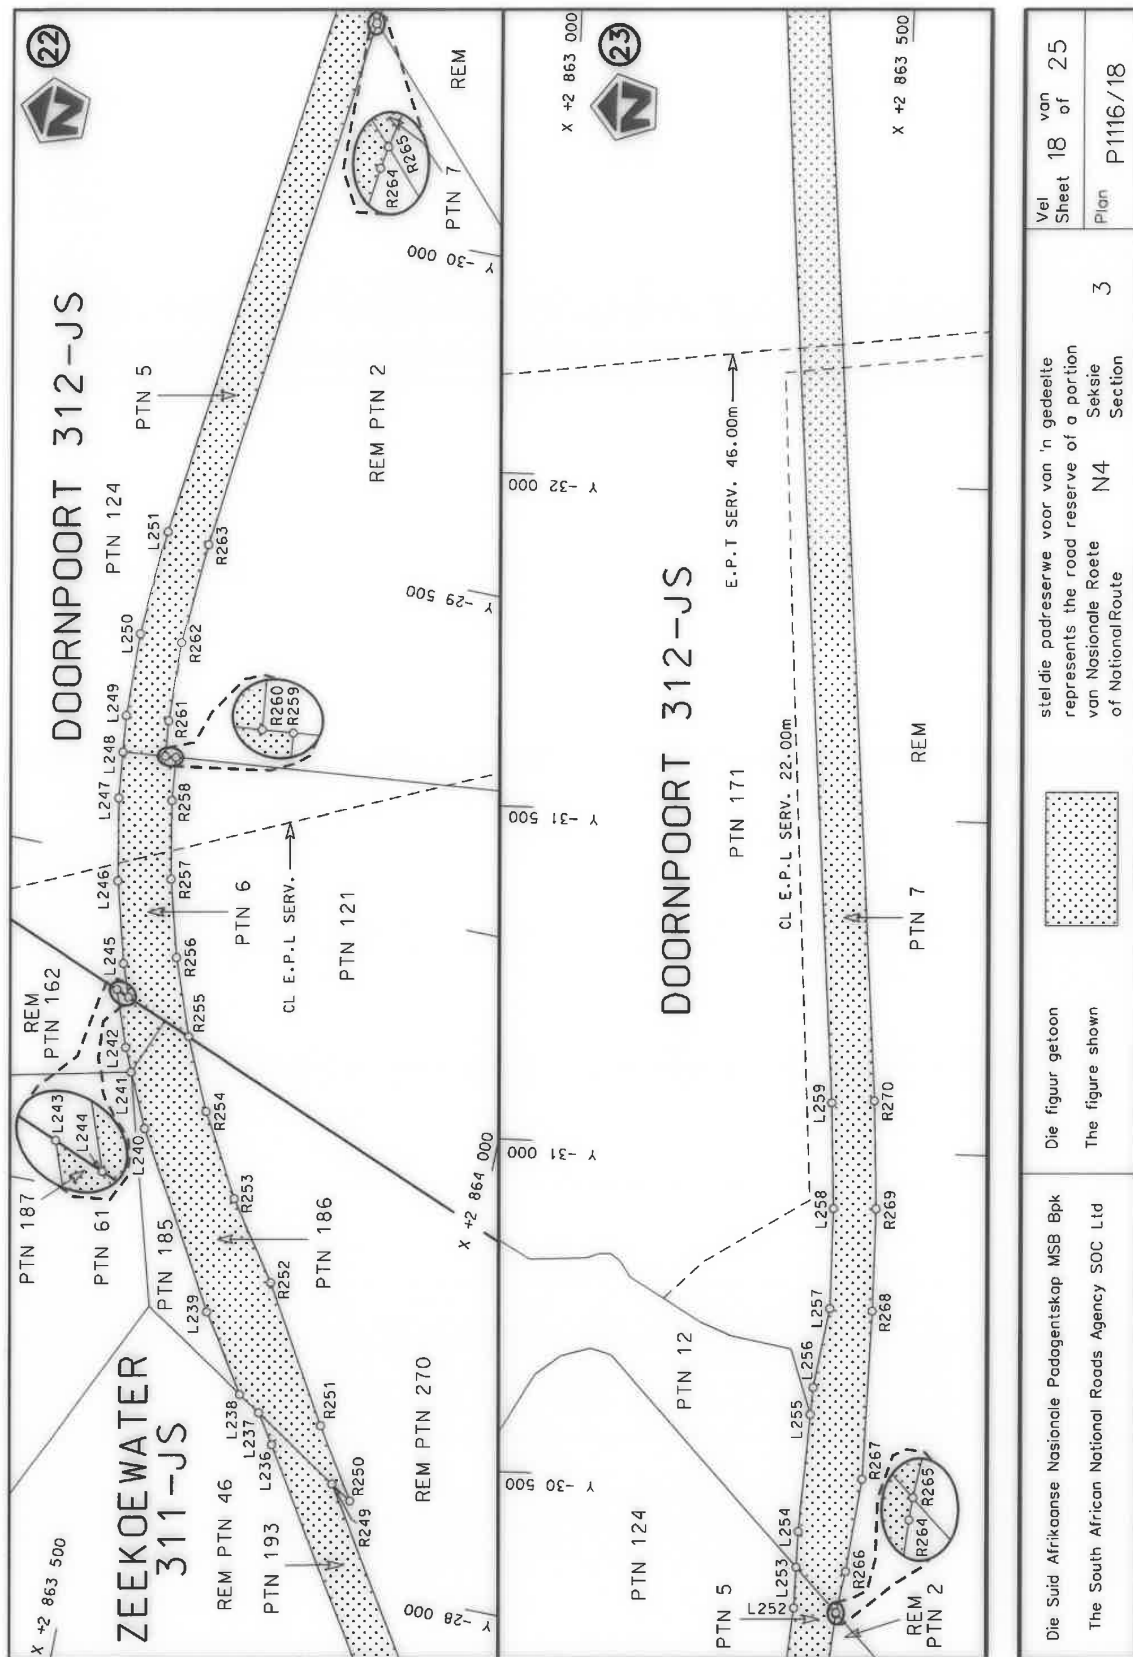 22
N
ZEEKOEWATER
311-JS
DOORNPOORT 312-JS
X +2 863 500
REM PTN 46
PTN 193
PTN 187
PTN 61
PTN 185
PTN 186
REM PTN 270
REM
PTN 162
PTN 6
PTN 121
CL E.P.L SERV.
PTN 124
PTN 5
REM PTN 2
PTN 7
REM
L236
L237
L238
L239
L240
L241
L242
L243
L244
L245
L246
L247
L248
L249
L250
L251
R249
R250
R251
R252
R253
R254
R255
R256
R257
R258
R260
R259
R261
R262
R263
R264
R265
Y -28 000
X +2 864 000
Y -29 500
Y -30 000
23
N
X +2 863 000
X +2 863 500
DOORNPOORT 312-JS
PTN 5
REM
PTN 2
PTN 124
PTN 12
PTN 171
PTN 7
REM
CL E.P.L SERV. 22.00m
E.P.T SERV. 46.00m
L252
L253
L254
L255
L256
L257
L258
L259
R264
R265
R266
R267
R268
R269
R270
Y -30 500
Y -31 000
Y -31 500
Y -32 000
Die Suid Afrikaanse Nasionale Padagentskap MSB Bpk
The South African National Roads Agency SOC Ltd
Die figuur getoon
The figure shown
stel die padreserwe voor van 'n gedeelte
represents the road reserve of a portion
van Nasionale Roete N4 Seksie 3
of National Route Section
Vel 18 van 25
Sheet of
Plan P1116/18